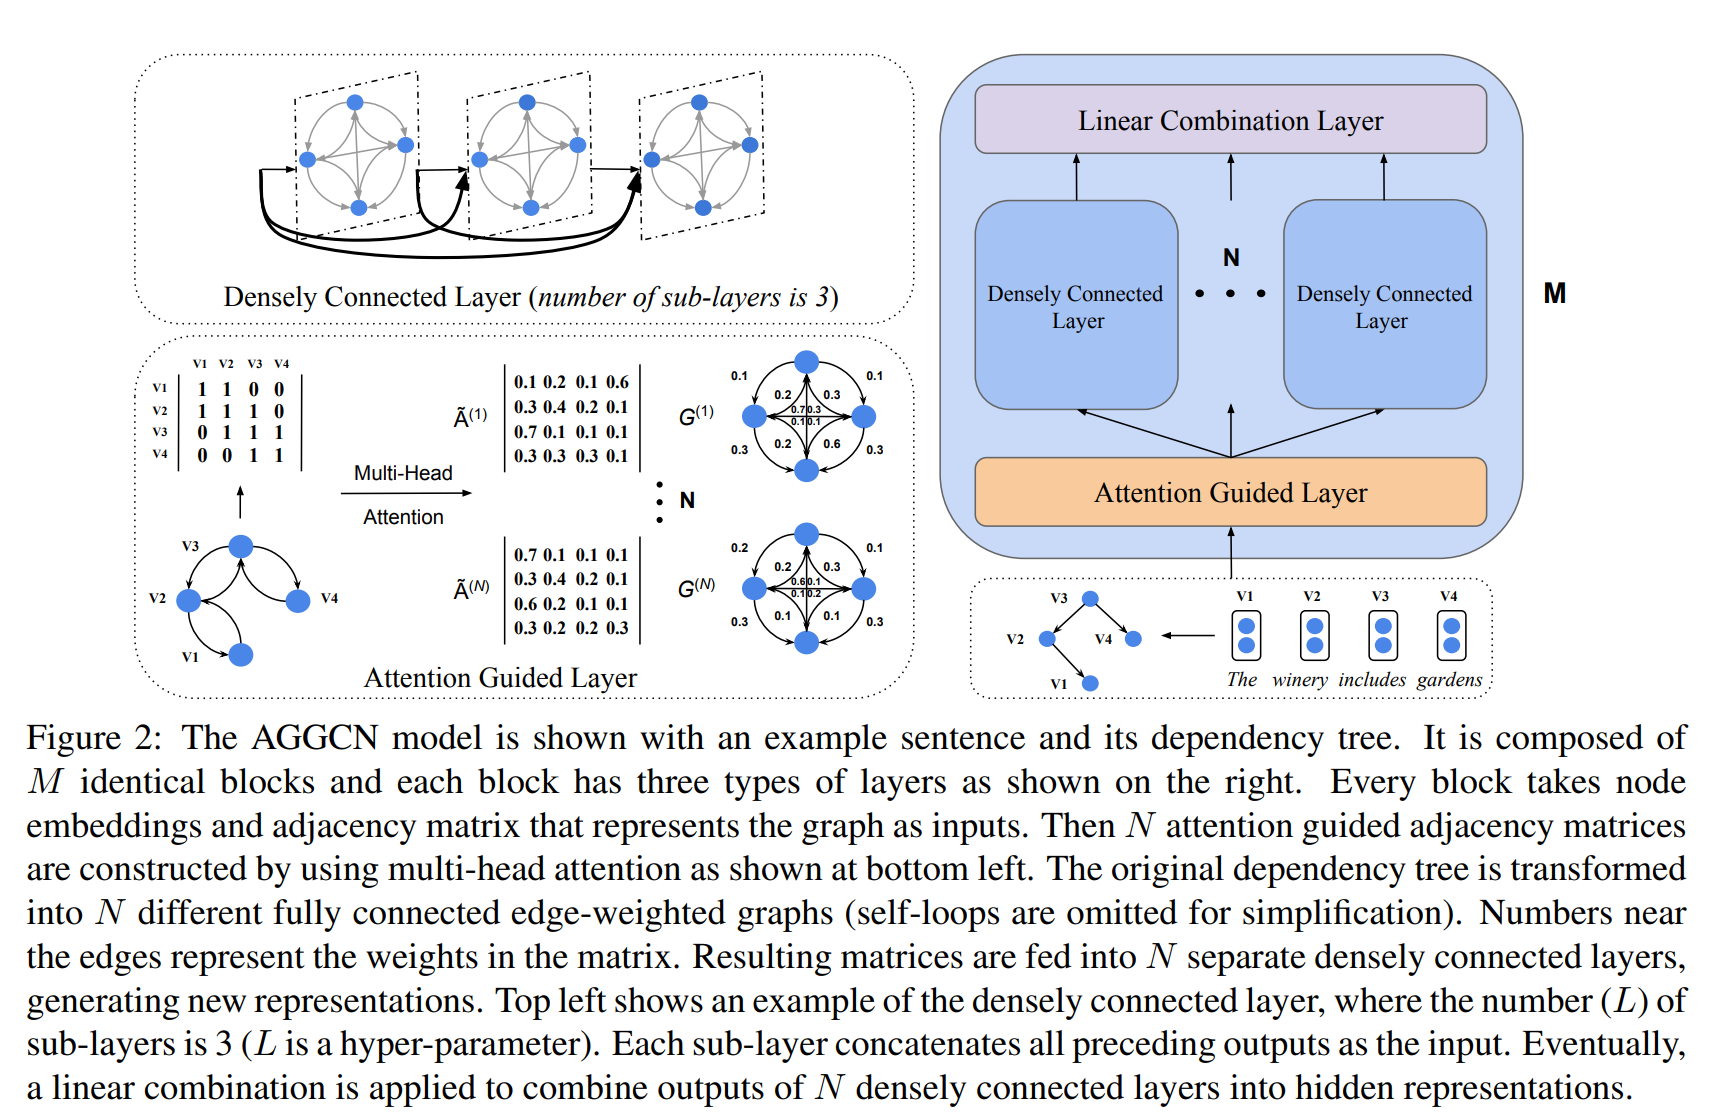 Densely Connected Layer (number of sub-layers is 3)
V1 V2 V3 V4
V1 1 1 0 0
V2 1 1 1 0
V3 0 1 1 1
V4 0 0 1 1
Multi-Head
Attention
V3
V2
V4
V1
Ã(1)
0.1 0.2 0.1 0.6
0.3 0.4 0.2 0.1
0.7 0.1 0.1 0.1
0.3 0.3 0.3 0.1
G(1)
0.1 0.1
0.2 0.3
0.7 0.3
0.1 0.1
0.2 0.6
0.3 0.3
N
Ã(N)
0.7 0.1 0.1 0.1
0.3 0.4 0.2 0.1
0.6 0.2 0.1 0.1
0.3 0.2 0.2 0.3
G(N)
0.2 0.1
0.2 0.3
0.6 0.1
0.1 0.2
0.1 0.1
0.3 0.3
Attention Guided Layer
Linear Combination Layer
Densely Connected
Layer
N
Densely Connected
Layer
M
Attention Guided Layer
V3
V2
V4
V1
V1 V2 V3 V4
The winery includes gardens
Figure 2: The AGGCN model is shown with an example sentence and its dependency tree. It is composed of
M identical blocks and each block has three types of layers as shown on the right. Every block takes node
embeddings and adjacency matrix that represents the graph as inputs. Then N attention guided adjacency matrices
are constructed by using multi-head attention as shown at bottom left. The original dependency tree is transformed
into N different fully connected edge-weighted graphs (self-loops are omitted for simplification). Numbers near
the edges represent the weights in the matrix. Resulting matrices are fed into N separate densely connected layers,
generating new representations. Top left shows an example of the densely connected layer, where the number (L) of
sub-layers is 3 (L is a hyper-parameter). Each sub-layer concatenates all preceding outputs as the input. Eventually,
a linear combination is applied to combine outputs of N densely connected layers into hidden representations.